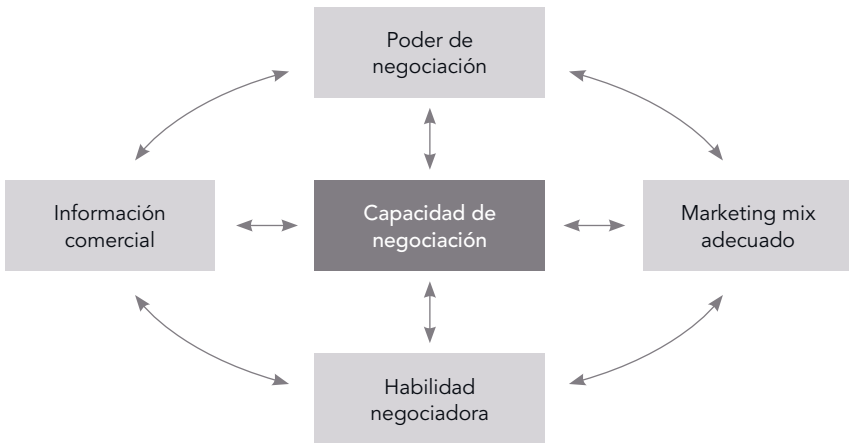 Poder de
negociación
Información
comercial
Capacidad de
negociación
Marketing mix
adecuado
Habilidad
negociadora